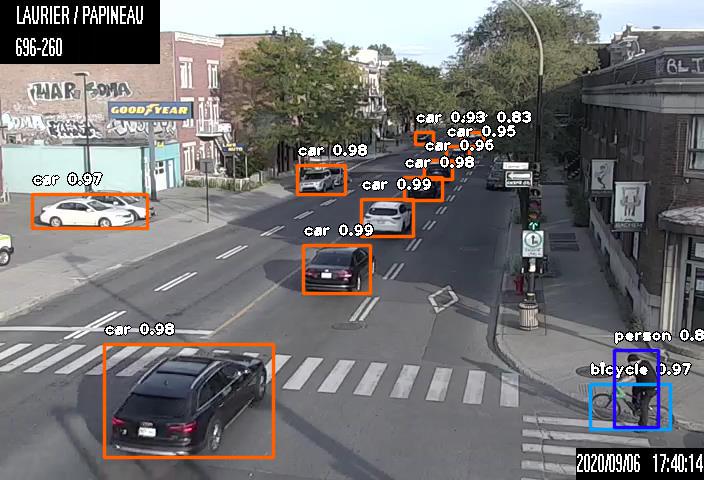 LAURIER / PAPINEAU
696-260
WAR SOMA
GOODYEAR
car 0.93 0.83
car 0.95
car 0.96
car 0.98
car 0.98
car 0.99
car 0.97
car 0.99
car 0.98
person 0.8
bicycle 0.97
2020/09/06 17:40:14